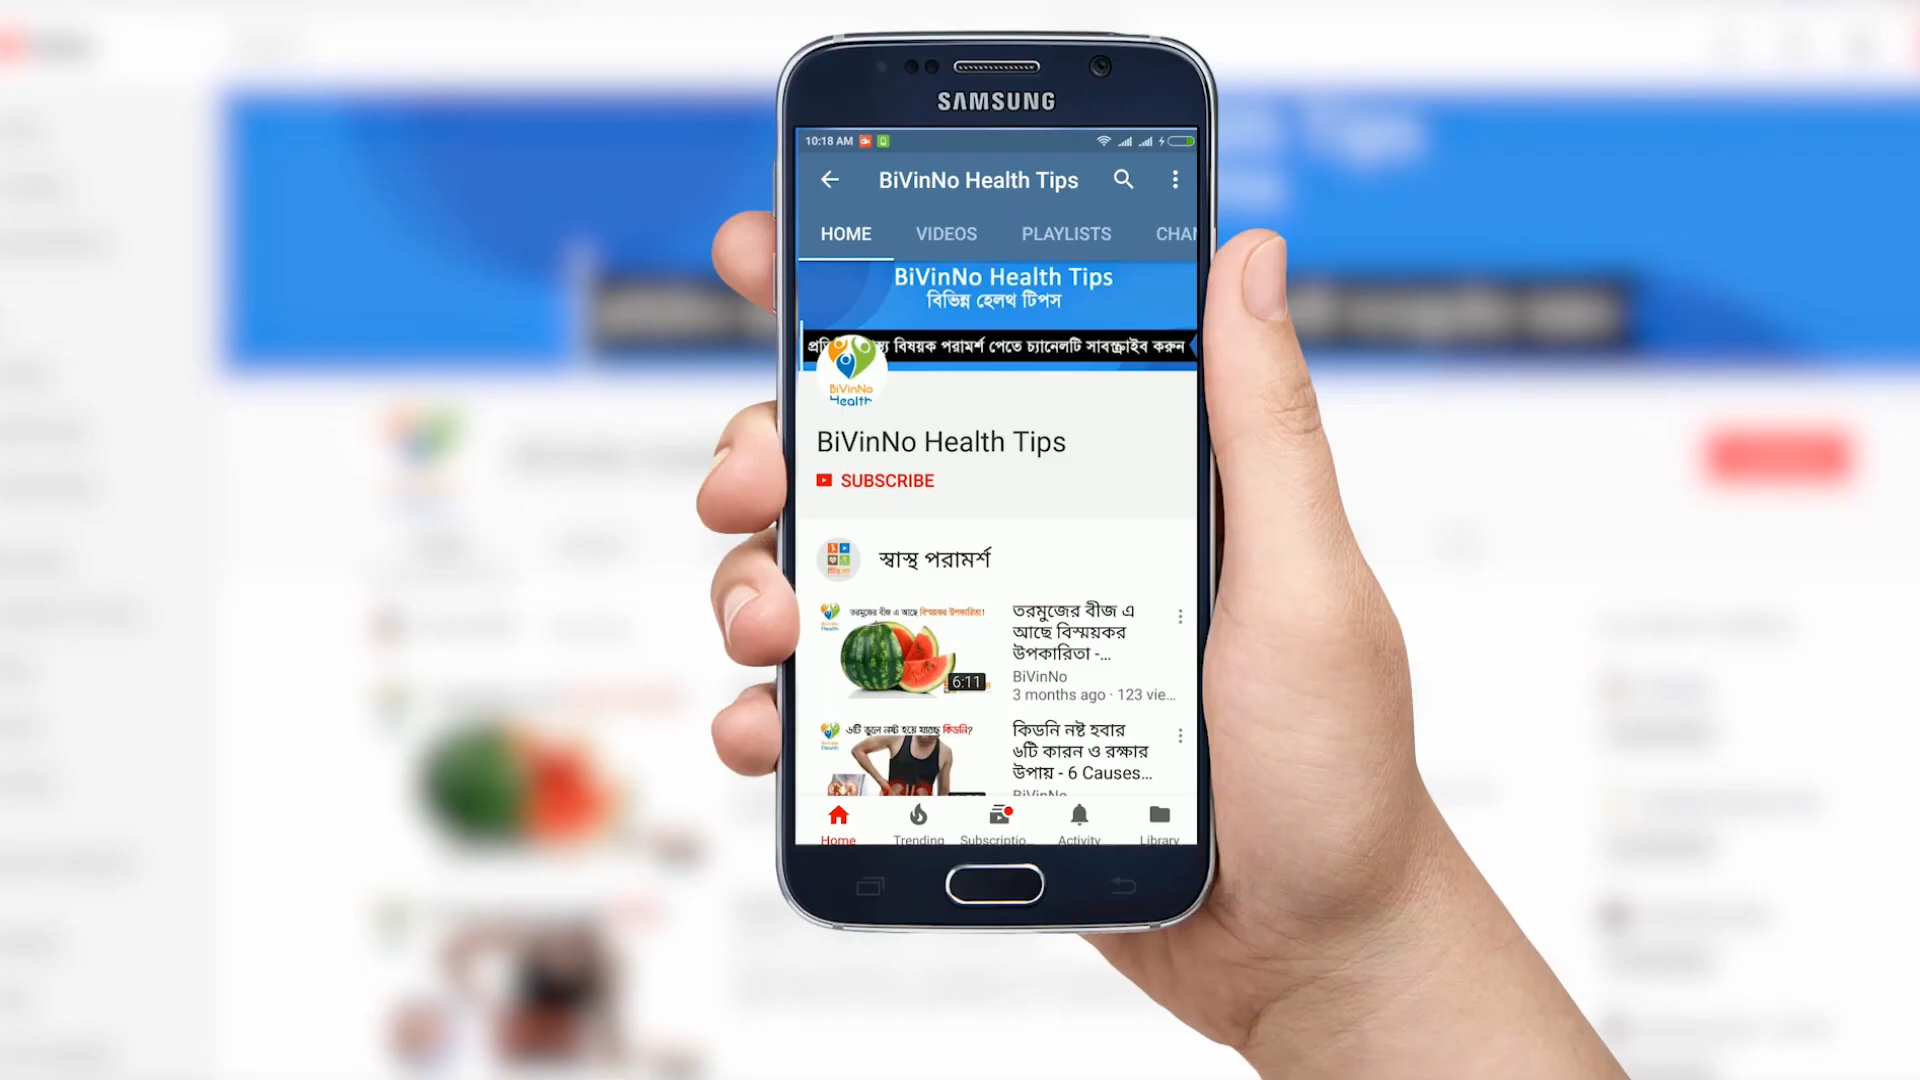 SAMSUNG
10:18 AM
BiVinNo Health Tips
HOME VIDEOS PLAYLISTS CHAN
BiVinNo Health Tips
বিভিন্ন হেলথ টিপস
বিষয়ক পরামর্শ পেতে চ্যানেলটি সাবস্ক্রাইব করুন
BiVinNo
Health
BiVinNo Health Tips
SUBSCRIBE
স্বাস্থ পরামর্শ
তরমুজের বীজ এ আছে বিস্ময়কর উপকারিতা!
6:11
তরমুজের বীজ এ
আছে বিস্ময়কর
উপকারিতা -...
BiVinNo
3 months ago · 123 vie...
৬টি ভুলে নষ্ট হয়ে যাচ্ছে কিডনি?
কিডনি নষ্ট হবার
৬টি কারন ও রক্ষার
উপায় - 6 Causes...
BiVinNo
Home Trending Subscriptio... Activity Library